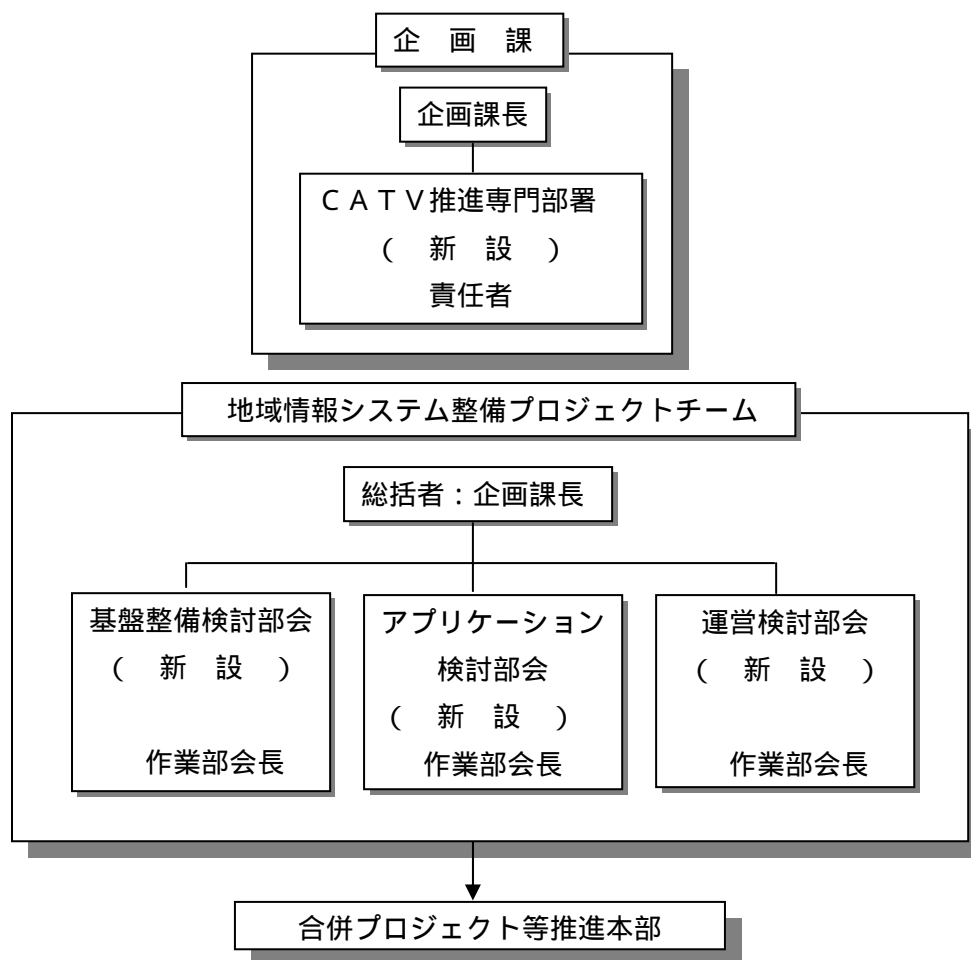 企　画　課
企画課長
ＣＡＴＶ推進専門部署
（　新　設　）
責任者
地域情報システム整備プロジェクトチーム
総括者：企画課長
基盤整備検討部会
（　新　設　）
作業部会長
アプリケーション
検討部会
（　新　設　）
作業部会長
運営検討部会
（　新　設　）
作業部会長
合併プロジェクト等推進本部